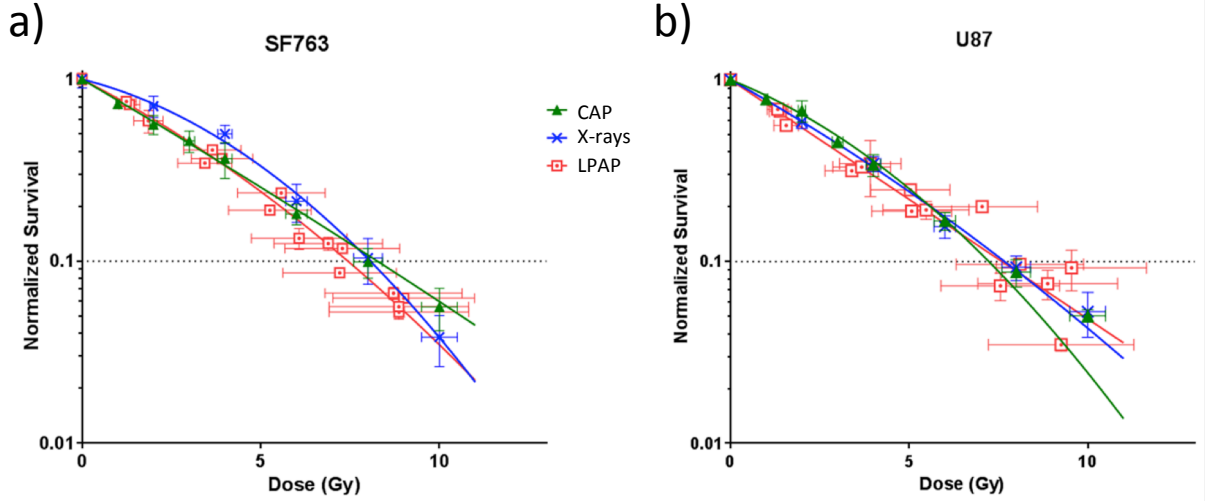 a)
SF763
Normalized Survival
1
0.1
0.01
0
5
10
Dose (Gy)
CAP
X-rays
LPAP
b)
U87
Normalized Survival
1
0.1
0.01
0
5
10
Dose (Gy)